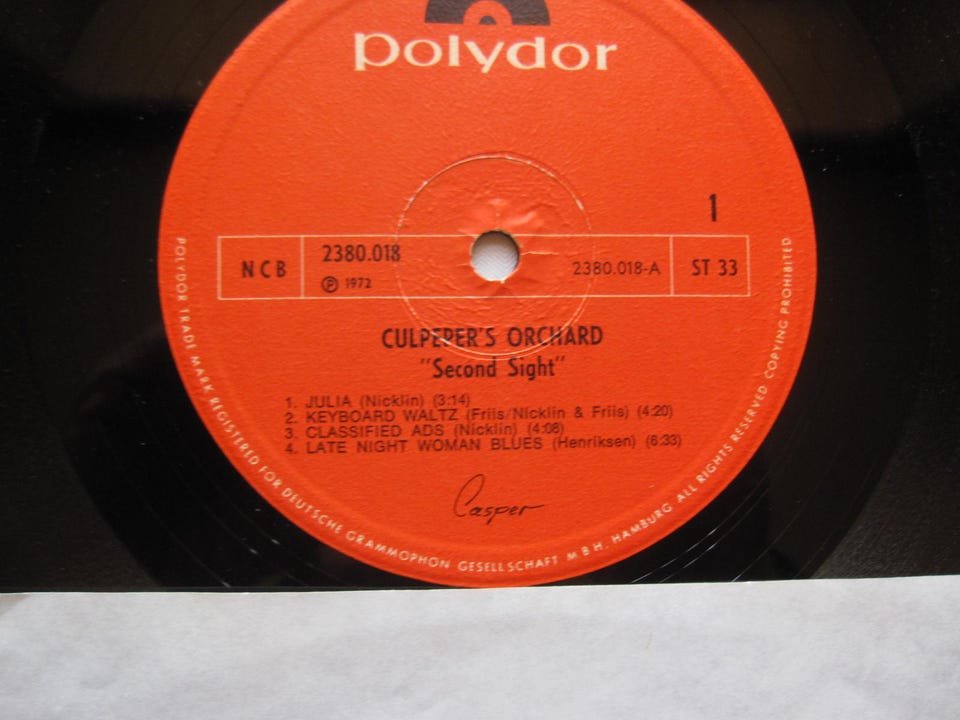 polydor
1
NCB
2380.018
℗ 1972
2380.018-A
ST 33
CULPEPER'S ORCHARD
"Second Sight"
1. JULIA (Nicklin) (3:14)
2. KEYBOARD WALTZ (Friis/Nicklin & Friis) (4:20)
3. CLASSIFIED ADS (Nicklin) (4:08)
4. LATE NIGHT WOMAN BLUES (Henriksen) (6:33)
Casper
POLYDOR TRADE MARK REGISTERED FOR DEUTSCHE GRAMMOPHON GESELLSCHAFT MBH. HAMBURG ALL RIGHTS RESERVED COPYING PROHIBITED